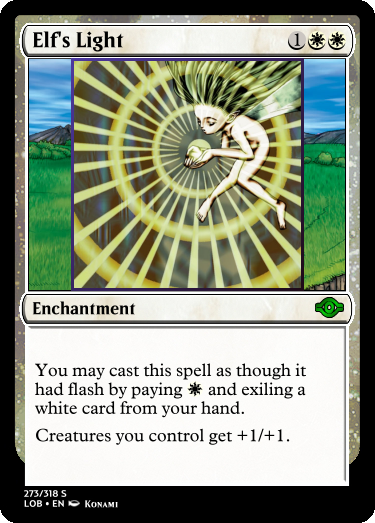 Elf's Light 1
Enchantment
You may cast this spell as though it
had flash by paying and exiling a
white card from your hand.
Creatures you control get +1/+1.
273/318 S
LOB • EN Konami